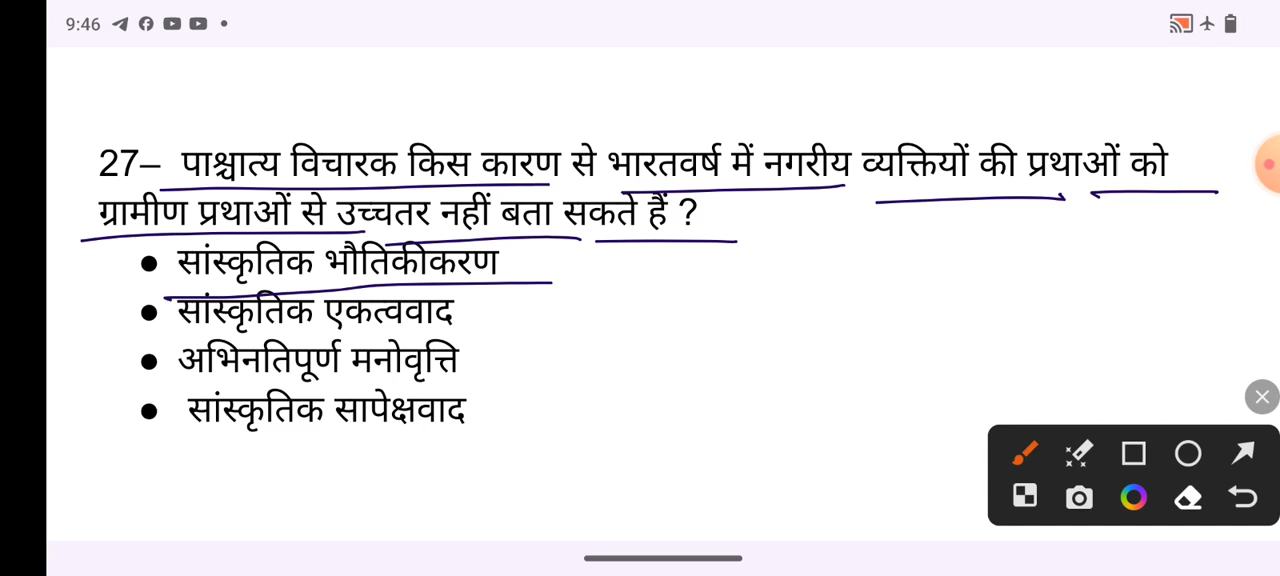 9:46
27– पाश्चात्य विचारक किस कारण से भारतवर्ष में नगरीय व्यक्तियों की प्रथाओं को
ग्रामीण प्रथाओं से उच्चतर नहीं बता सकते हैं ?
● सांस्कृतिक भौतिकीकरण
● सांस्कृतिक एकत्ववाद
● अभिनतिपूर्ण मनोवृत्ति
● सांस्कृतिक सापेक्षवाद